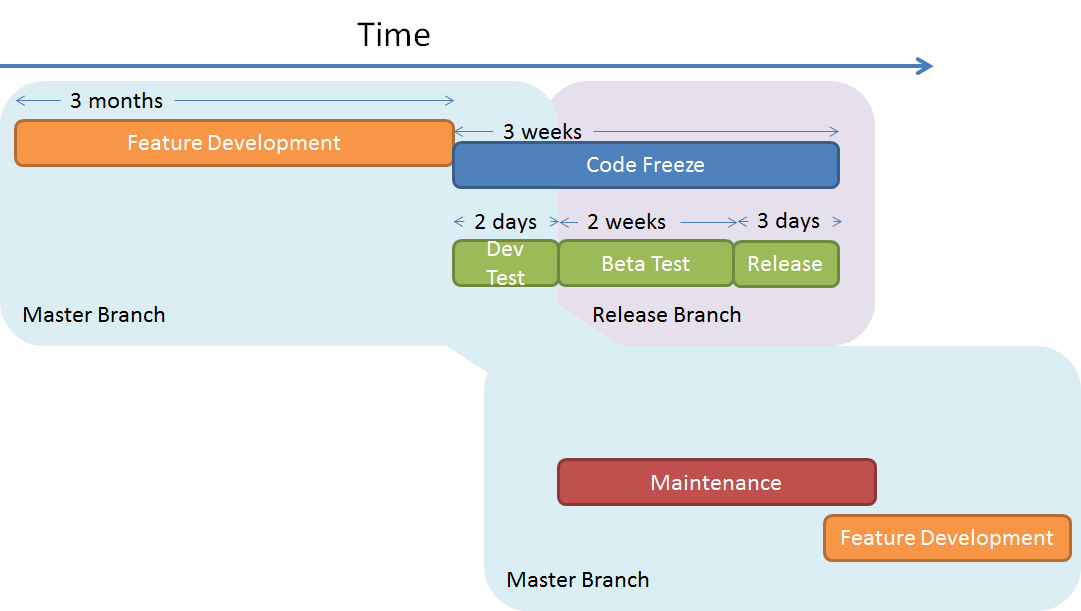 Time
3 months
3 weeks
Feature Development
Code Freeze
2 days
2 weeks
3 days
Dev
Test
Beta Test
Release
Master Branch
Release Branch
Maintenance
Feature Development
Master Branch